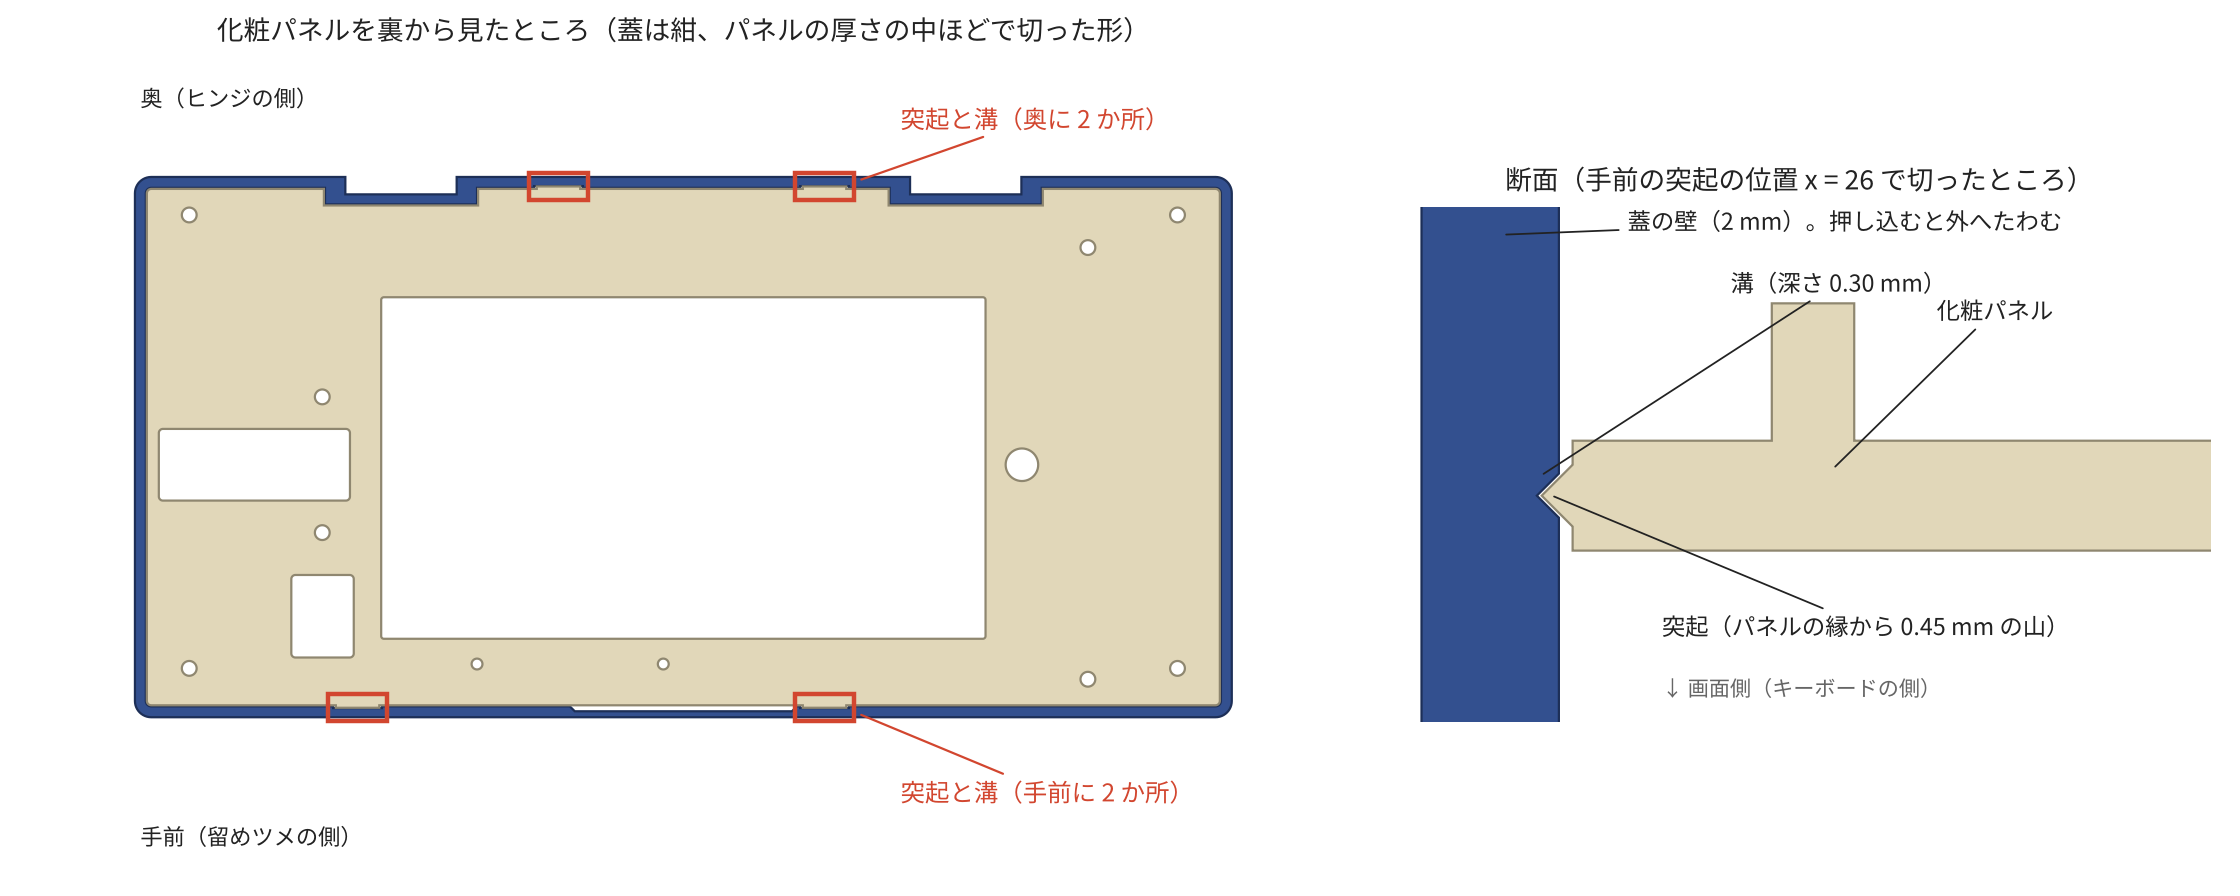 化粧パネルを裏から見たところ（蓋は紺、パネルの厚さの中ほどで切った形）
奥（ヒンジの側）
突起と溝（奥に 2 か所）
突起と溝（手前に 2 か所）
手前（留めツメの側）
断面（手前の突起の位置 x = 26 で切ったところ）
蓋の壁（2 mm）。押し込むと外へたわむ
溝（深さ 0.30 mm）
化粧パネル
突起（パネルの縁から 0.45 mm の山）
↓ 画面側（キーボードの側）